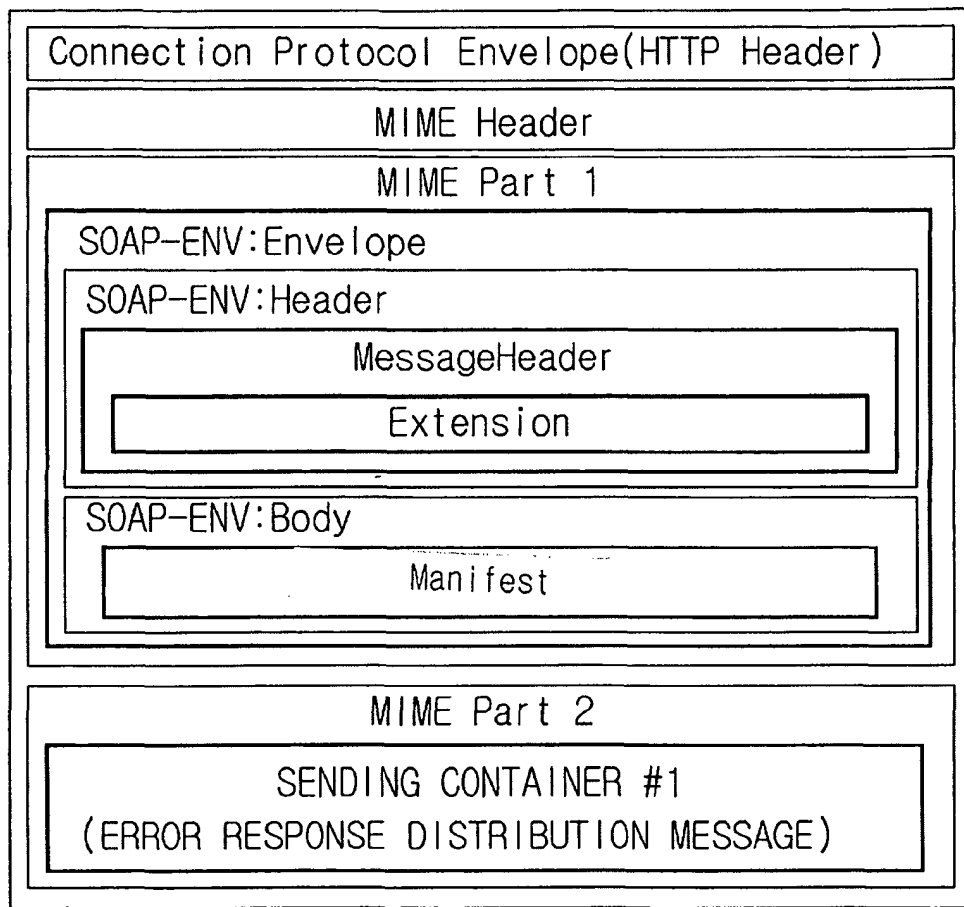 Connection Protocol Envelope(HTTP Header)
MIME Header
MIME Part 1
SOAP-ENV:Envelope
SOAP-ENV:Header
MessageHeader
Extension
SOAP-ENV:Body
Manifest
MIME Part 2
SENDING CONTAINER #1
(ERROR RESPONSE DISTRIBUTION MESSAGE)